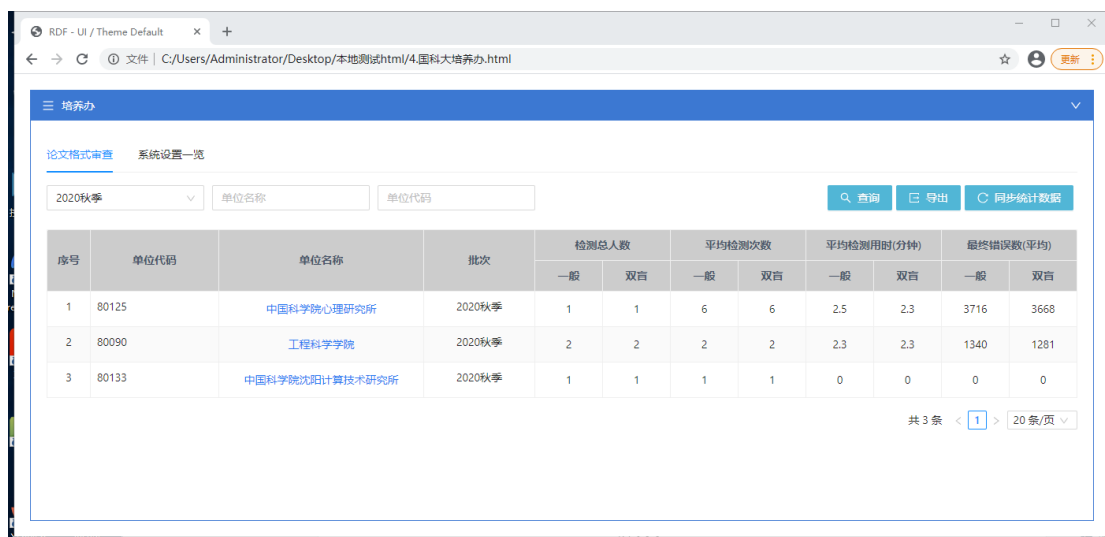 RDF - UI / Theme Default
文件 | C:/Users/Administrator/Desktop/本地测试html/4.国科大培养办.html
更新
培养办
论文格式审查 系统设置一览
2020秋季 单位名称 单位代码 查询 导出 同步统计数据
序号 单位代码 单位名称 批次 检测总人数 平均检测次数 平均检测用时(分钟) 最终错误数(平均)
一般 双盲 一般 双盲 一般 双盲 一般 双盲
1 80125 中国科学院心理研究所 2020秋季 1 1 6 6 2.5 2.3 3716 3668
2 80090 工程科学学院 2020秋季 2 2 2 2 2.3 2.3 1340 1281
3 80133 中国科学院沈阳计算技术研究所 2020秋季 1 1 1 1 0 0 0 0
共 3 条 < 1 > 20 条/页